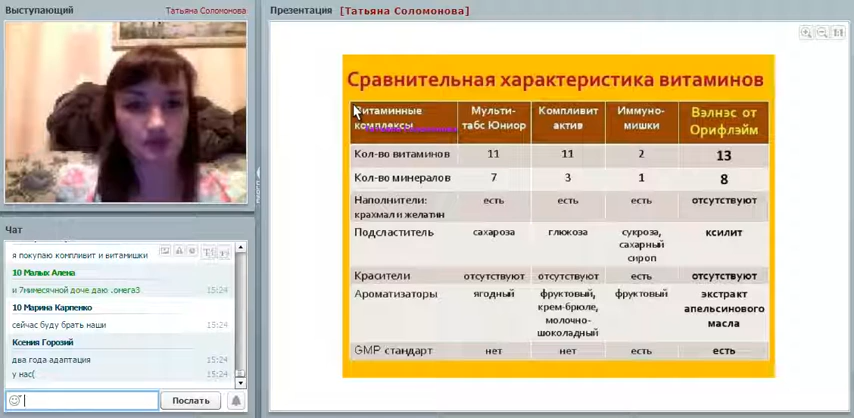 Выступающий
Татьяна Соломонова
Чат
я покупаю компливит и витамишки
10 Малых Алена
и 7мимесячной доче даю .омега3
15:24
10 Марина Карпенко
сейчас буду брать наши
15:24
Ксения Горозий
два года адаптация
15:24
у нас(
15:24
Послать
Презентация [Татьяна Соломонова]
Сравнительная характеристика витаминов
Витаминные комплексы
Мульти-
табс Юниор
Компливит
актив
Иммуно-
мишки
Вэлнэс от
Орифлэйм
Кол-во витаминов 11 11 2 13
Кол-во минералов 7 3 1 8
Наполнители:
крахмал и желатин
есть есть есть отсутствуют
Подсластитель сахароза глюкоза
сукроза,
сахарный
сироп
ксилит
Красители отсутствуют отсутствуют есть отсутствуют
Ароматизаторы ягодный
фруктовый,
крем-брюле,
молочно-
шоколадный
фруктовый
экстракт
апельсинового
масла
GMP стандарт нет нет есть есть